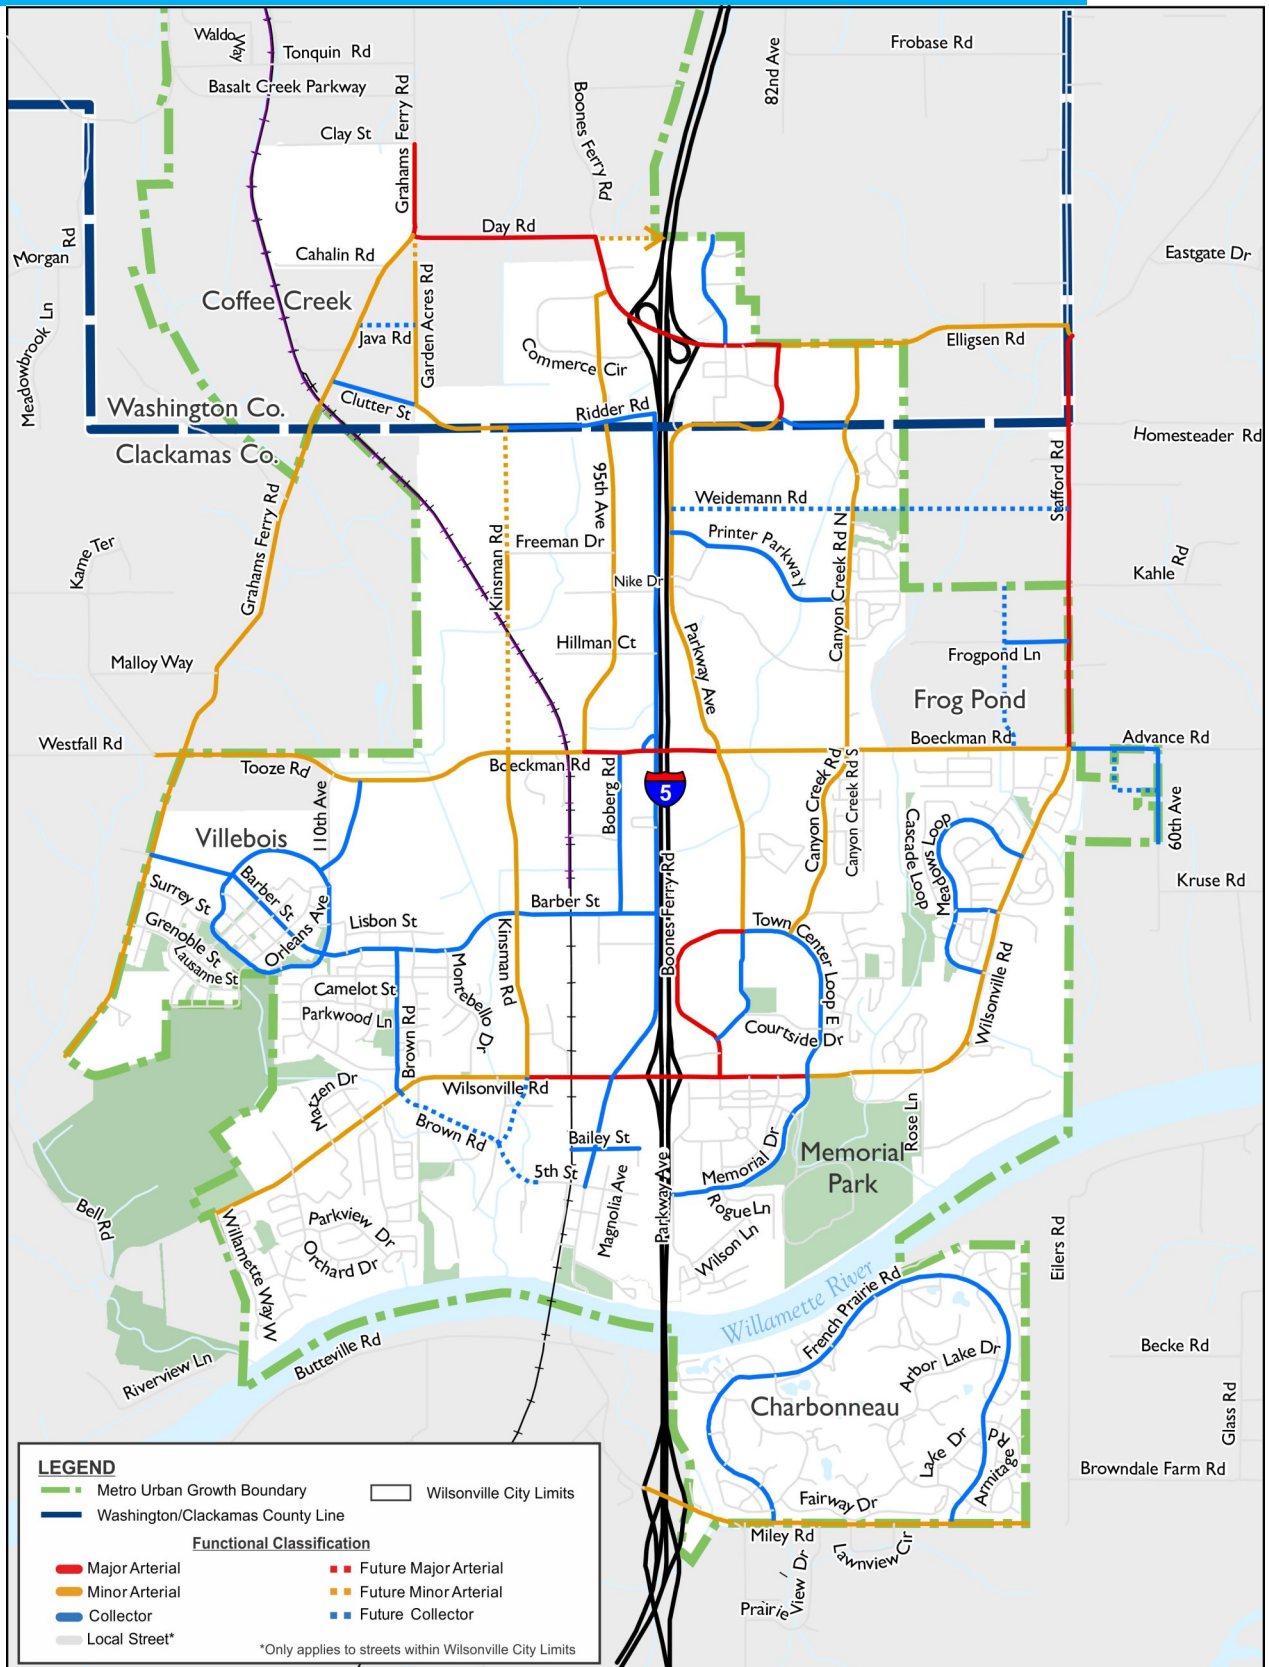 Waldo
Way
Tonquin Rd
Basalt Creek Parkway
Clay St
Grahams Ferry Rd
Boones Ferry Rd
82nd Ave
Frobase Rd
Day Rd
Morgan Rd
Cahalin Rd
Eastgate Dr
Coffee Creek
Meadowbrook Ln
Java Rd
Garden Acres Rd
Elligsen Rd
Commerce Cir
Clutter St
Ridder Rd
Washington Co.
Clackamas Co.
Homesteader Rd
Stafford Rd
95th Ave
Weidemann Rd
Grahams Ferry Rd
Kinsman Rd
Freeman Dr
Printer Parkway
Canyon Creek Rd N
Kame Ter
Nike Dr
Kahle Rd
Hillman Ct
Parkway Ave
Malloy Way
Frogpond Ln
Frog Pond
Westfall Rd
Boeckman Rd
Advance Rd
Tooze Rd
Boeckman Rd
110th Ave
Boberg Rd
5
Canyon Creek Rd
Canyon Creek Rd S
60th Ave
Villebois
Cascade Loop
Meadows Loop
Surrey St
Barber St
Grenoble St
Orleans Ave
Lausanne St
Lisbon St
Barber St
Boones Ferry Rd
Town Center Loop E
Kruse Rd
Kinsman Rd
Wilsonville Rd
Camelot St
Parkwood Ln
Brown Rd
Montebello Dr
Courtside Dr
Matzen Dr
Wilsonville Rd
Rose Ln
Brown Rd
Bailey St
Memorial Dr
Memorial
Park
5th St
Magnolia Ave
Parkway Ave
Rogue Ln
Wilson Ln
Bell Rd
Willamette Way W
Parkview Dr
Orchard Dr
Eilers Rd
Willamette River
French Prairie Rd
Butteville Rd
Riverview Ln
Arbor Lake Dr
Becke Rd
Charbonneau
Glass Rd
Lake Dr
Armitage Rd
Browndale Farm Rd
Fairway Dr
Miley Rd
Lawnview Cir
Prairie View Dr
LEGEND
Metro Urban Growth Boundary
Wilsonville City Limits
Washington/Clackamas County Line
Functional Classification
Major Arterial
Future Major Arterial
Minor Arterial
Future Minor Arterial
Collector
Future Collector
Local Street*
*Only applies to streets within Wilsonville City Limits